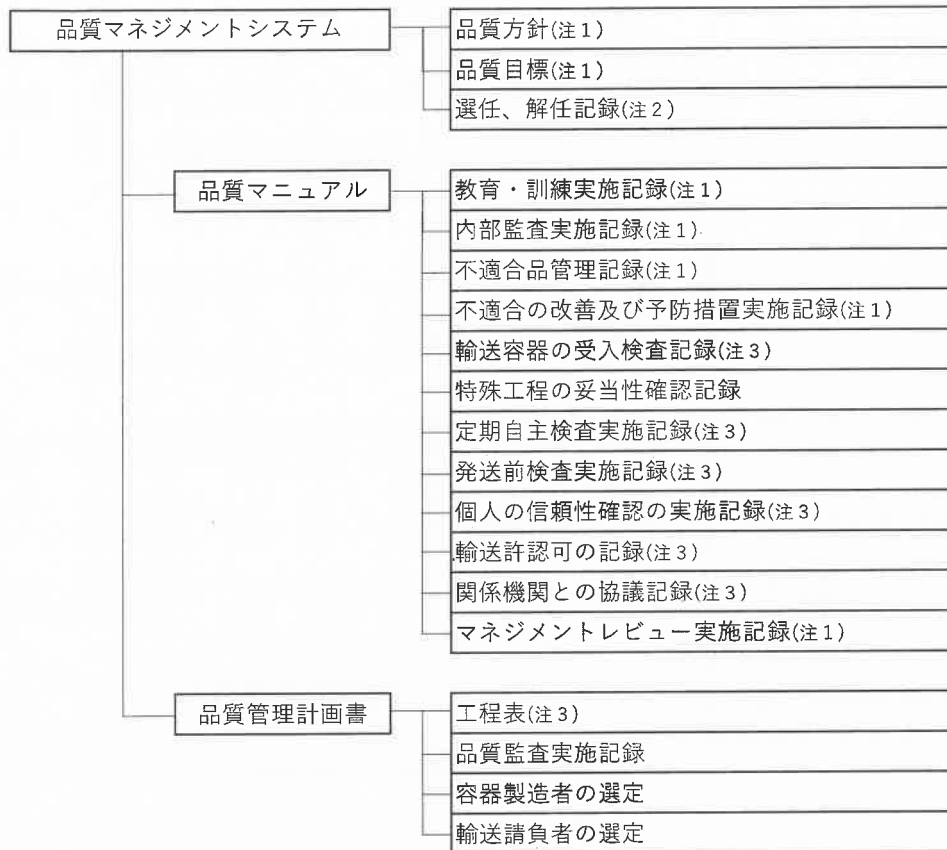 品質マネジメントシステム
品質方針(注1)
品質目標(注1)
選任、解任記録(注2)
品質マニュアル
教育・訓練実施記録(注1)
内部監査実施記録(注1)
不適合品管理記録(注1)
不適合の改善及び予防措置実施記録(注1)
輸送容器の受入検査記録(注3)
特殊工程の妥当性確認記録
定期自主検査実施記録(注3)
発送前検査実施記録(注3)
個人の信頼性確認の実施記録(注3)
輸送許認可の記録(注3)
関係機関との協議記録(注3)
マネジメントレビュー実施記録(注1)
品質管理計画書
工程表(注3)
品質監査実施記録
容器製造者の選定
輸送請負者の選定